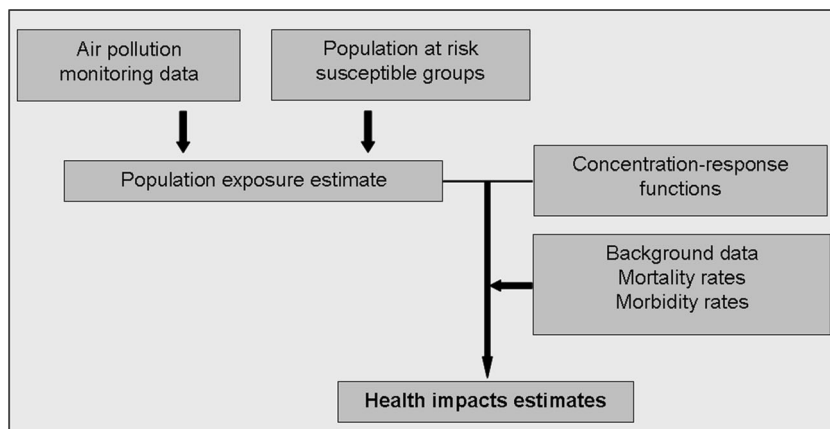 Air pollution
monitoring data
Population at risk
susceptible groups
Population exposure estimate
Concentration-response
functions
Background data
Mortality rates
Morbidity rates
Health impacts estimates